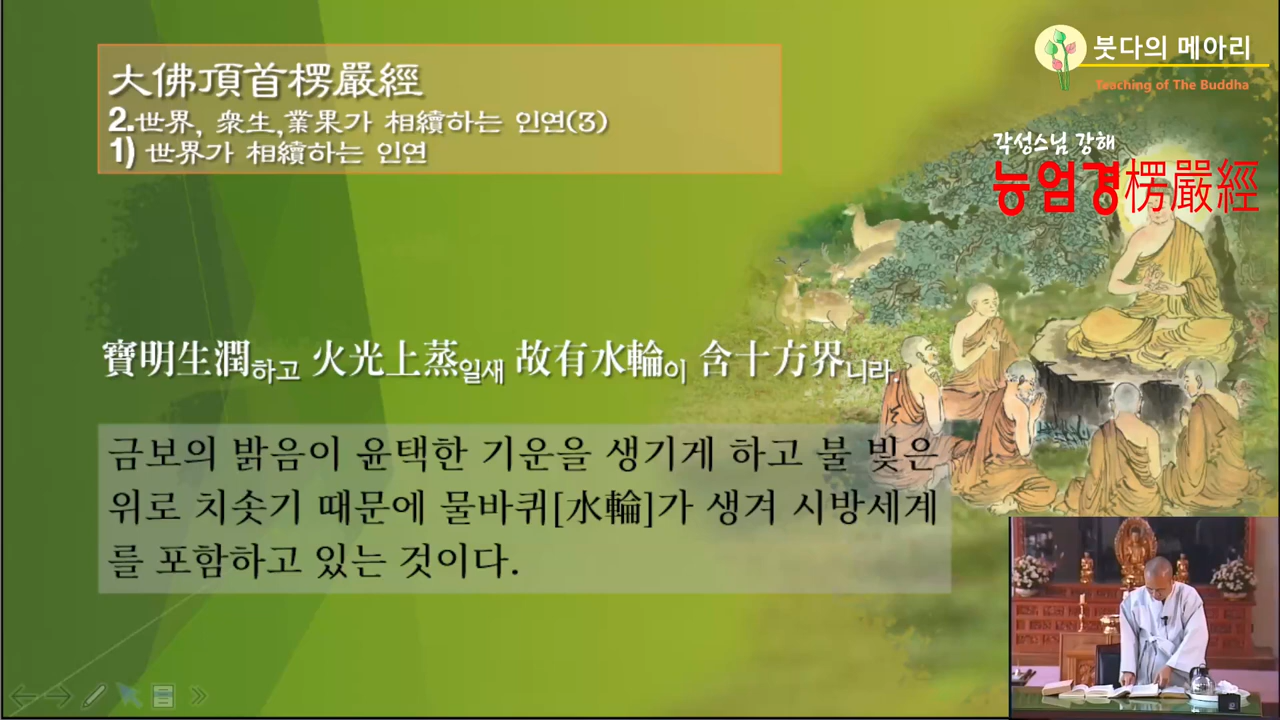 大佛頂首楞嚴經
2.世界, 衆生,業果가 相續하는 인연(3)
1) 世界가 相續하는 인연
붓다의 메아리
Teaching of The Buddha
각성스님 강해
능엄경楞嚴經
寶明生潤하고 火光上蒸일새 故有水輪이 含十方界니라.
금보의 밝음이 윤택한 기운을 생기게 하고 불 빛은
위로 치솟기 때문에 물바퀴[水輪]가 생겨 시방세계
를 포함하고 있는 것이다.